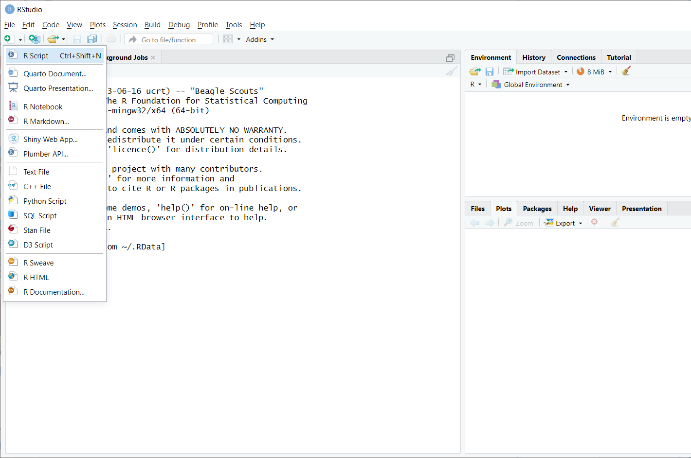 RStudio
File Edit Code View Plots Session Build Debug Profile Tools Help
Go to file/function Addins
R Script Ctrl+Shift+N
Quarto Document...
Quarto Presentation...
R Notebook
R Markdown...
Shiny Web App...
Plumber API...
Text File
C++ File
Python Script
SQL Script
Stan File
D3 Script
R Sweave
R HTML
R Documentation...
kground Jobs
3-06-16 ucrt) -- "Beagle Scouts"
The R Foundation for Statistical Computing
-mingw32/x64 (64-bit)
and comes with ABSOLUTELY NO WARRANTY.
redistribute it under certain conditions.
'licence()' for distribution details.
project with many contributors.
' for more information and
to cite R or R packages in publications.
me demos, 'help()' for on-line help, or
n HTML browser interface to help.
.
om ~/.RData]
Environment History Connections Tutorial
Import Dataset 8 MiB
R Global Environment
Environment is empty
Files Plots Packages Help Viewer Presentation
Zoom Export